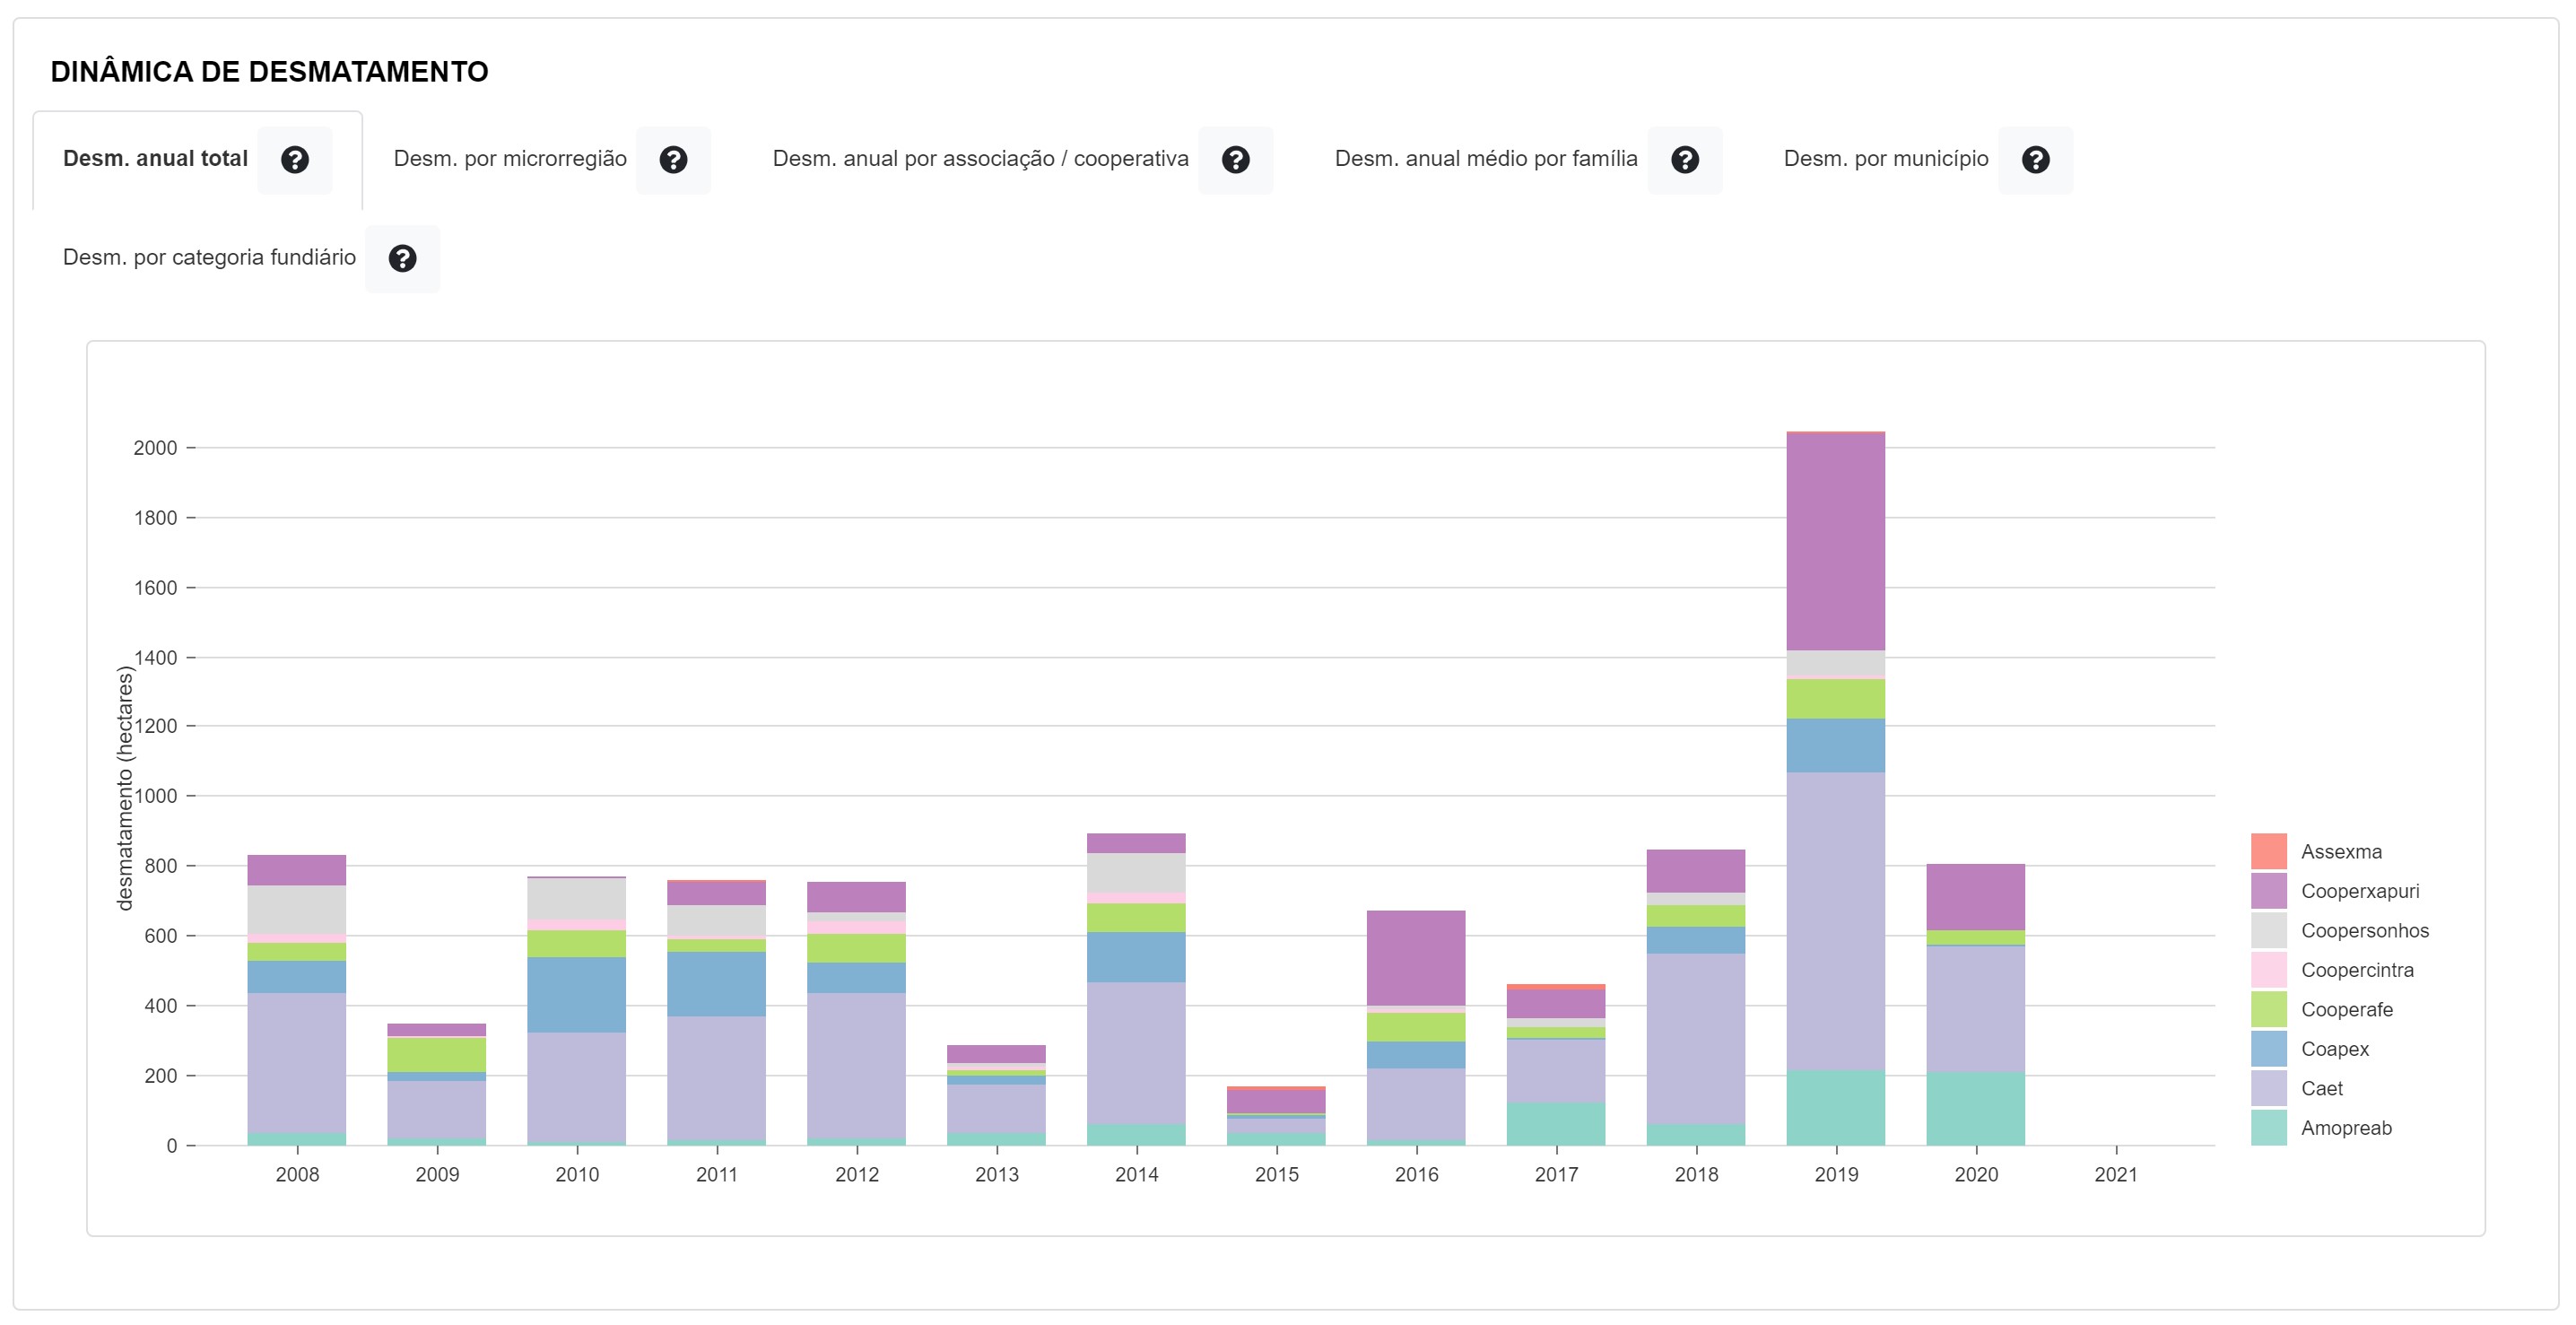 DINÂMICA DE DESMATAMENTO
Desm. anual total
Desm. por microrregião
Desm. anual por associação / cooperativa
Desm. anual médio por família
Desm. por município
Desm. por categoria fundiário
desmatamento (hectares)
2000
1800
1600
1400
1200
1000
800
600
400
200
0
2008
2009
2010
2011
2012
2013
2014
2015
2016
2017
2018
2019
2020
2021
Assexma
Cooperxapuri
Coopersonhos
Coopercintra
Cooperafe
Coapex
Caet
Amopreab